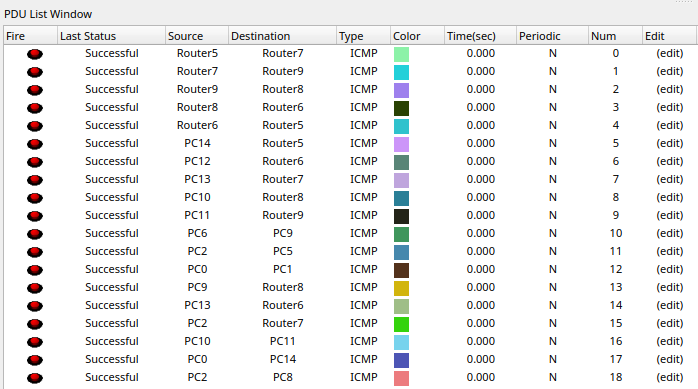 PDU List Window
Fire Last Status Source Destination Type Color Time(sec) Periodic Num Edit
Successful Router5 Router7 ICMP 0.000 N 0 (edit)
Successful Router7 Router9 ICMP 0.000 N 1 (edit)
Successful Router9 Router8 ICMP 0.000 N 2 (edit)
Successful Router8 Router6 ICMP 0.000 N 3 (edit)
Successful Router6 Router5 ICMP 0.000 N 4 (edit)
Successful PC14 Router5 ICMP 0.000 N 5 (edit)
Successful PC12 Router6 ICMP 0.000 N 6 (edit)
Successful PC13 Router7 ICMP 0.000 N 7 (edit)
Successful PC10 Router8 ICMP 0.000 N 8 (edit)
Successful PC11 Router9 ICMP 0.000 N 9 (edit)
Successful PC6 PC9 ICMP 0.000 N 10 (edit)
Successful PC2 PC5 ICMP 0.000 N 11 (edit)
Successful PC0 PC1 ICMP 0.000 N 12 (edit)
Successful PC9 Router8 ICMP 0.000 N 13 (edit)
Successful PC13 Router6 ICMP 0.000 N 14 (edit)
Successful PC2 Router7 ICMP 0.000 N 15 (edit)
Successful PC10 PC11 ICMP 0.000 N 16 (edit)
Successful PC0 PC14 ICMP 0.000 N 17 (edit)
Successful PC2 PC8 ICMP 0.000 N 18 (edit)